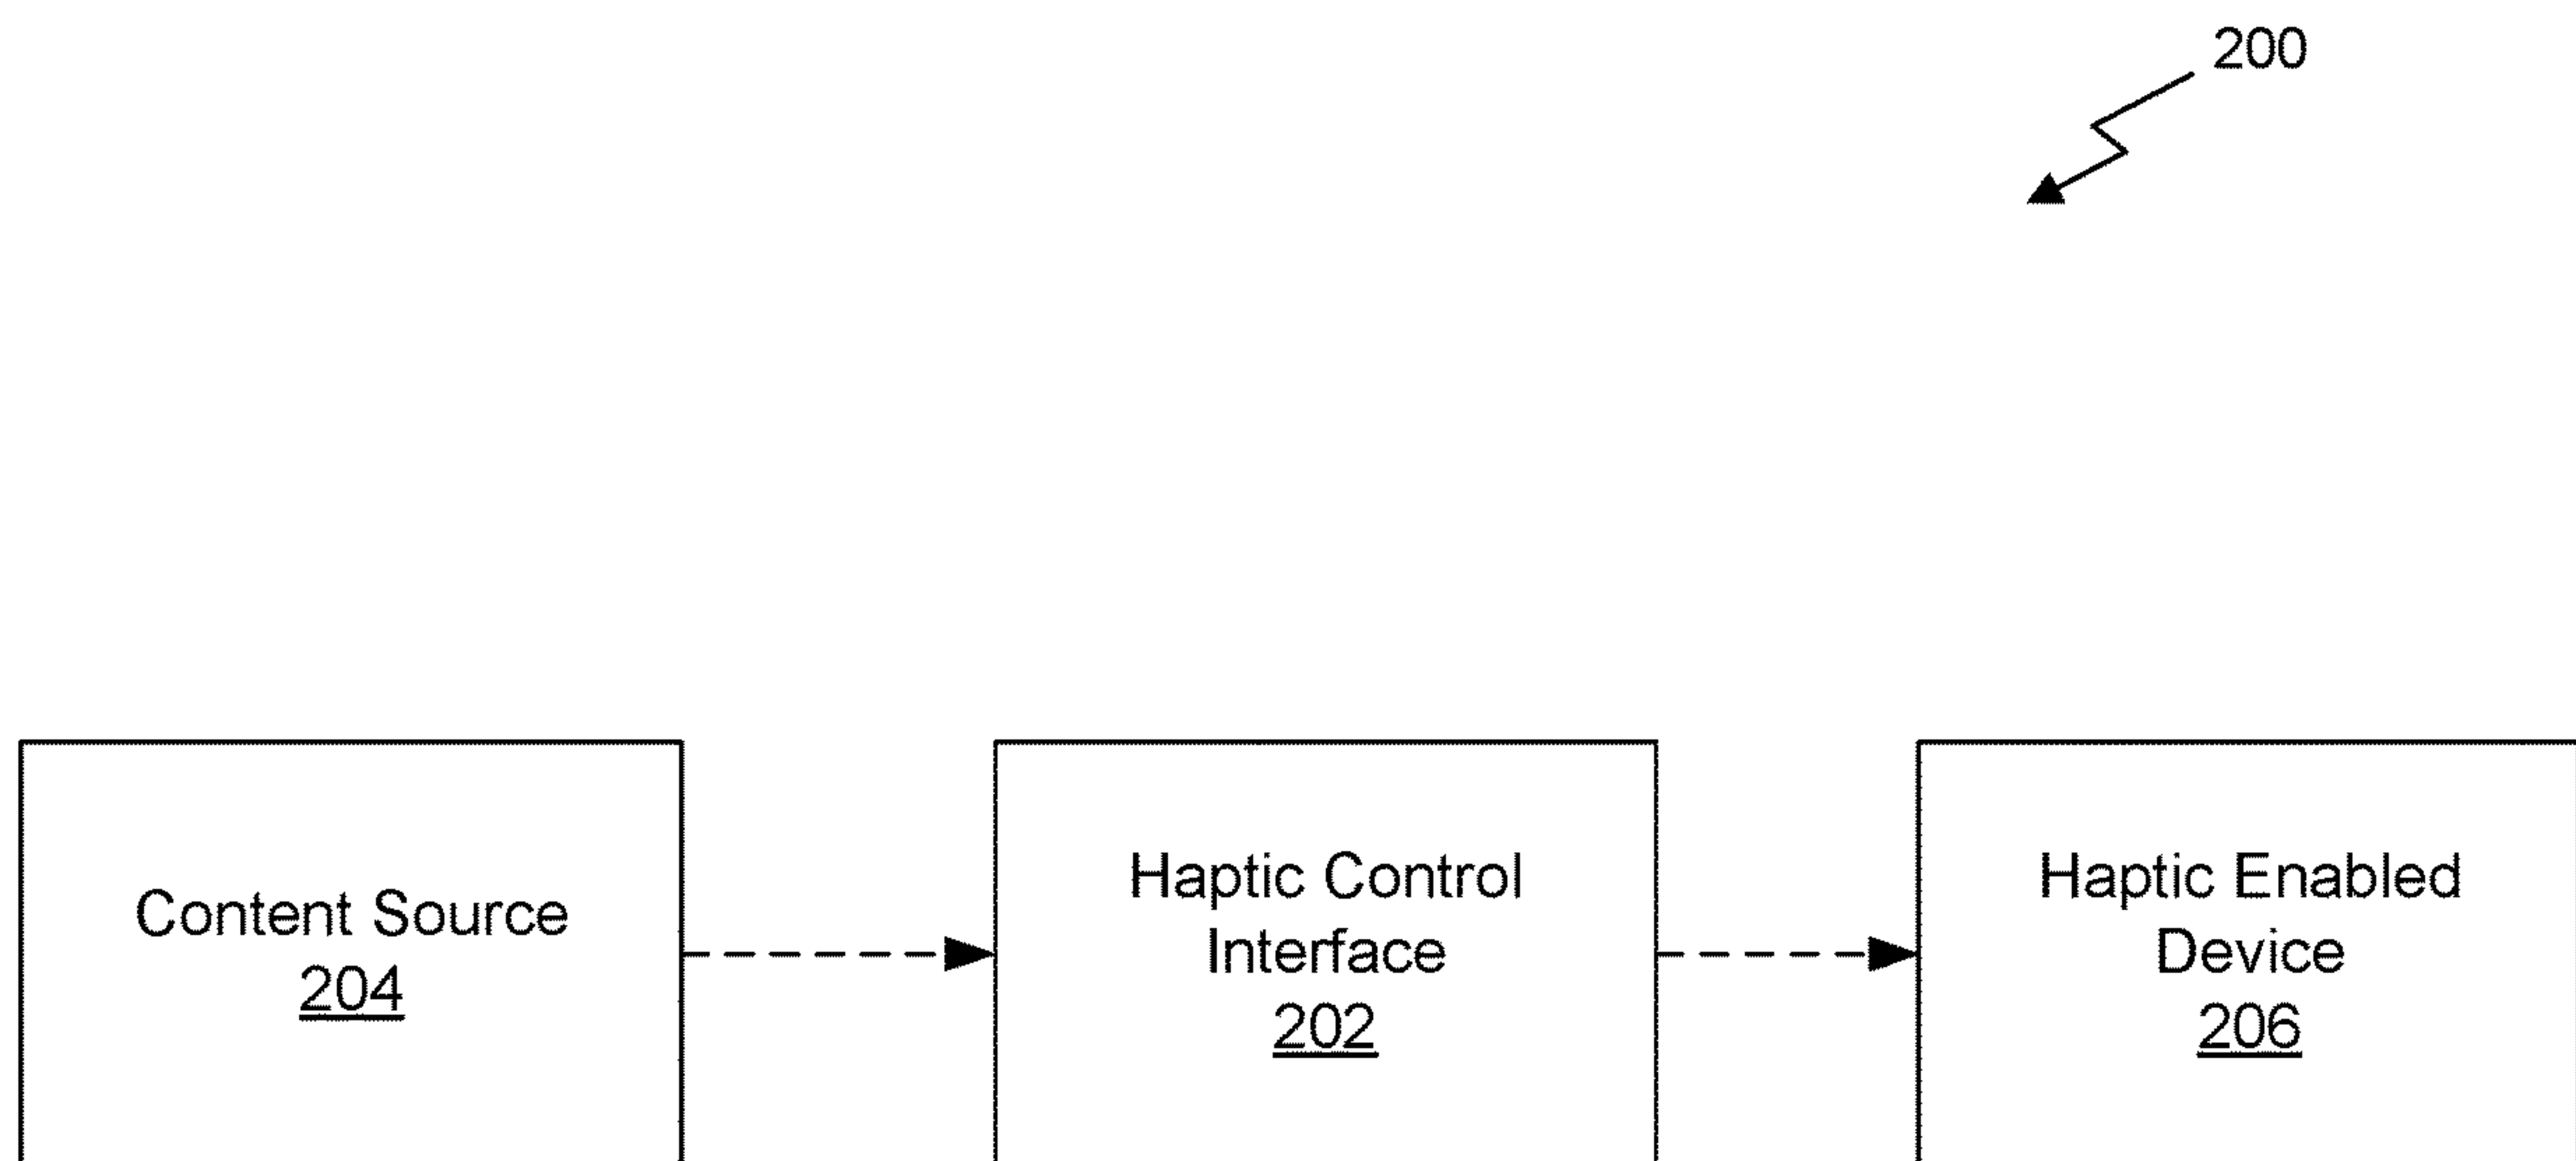 200
Content Source
204
Haptic Control
Interface
202
Haptic Enabled
Device
206